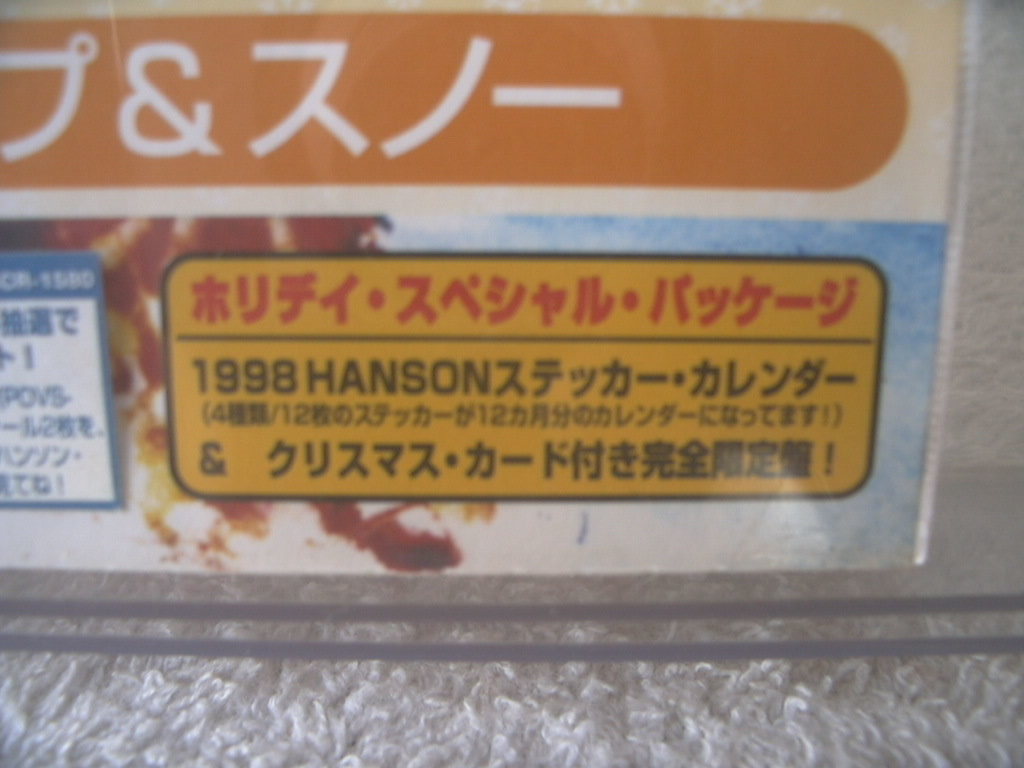 プ&スノー
CR-1580
抽選で
ト!
PDVS-
ール2枚を、
ハンソン・
見てね!
ホリデイ・スペシャル・パッケージ
1998 HANSONステッカー・カレンダー
(4種類/12枚のステッカーが12カ月分のカレンダーになってます!)
& クリスマス・カード付き完全限定盤!